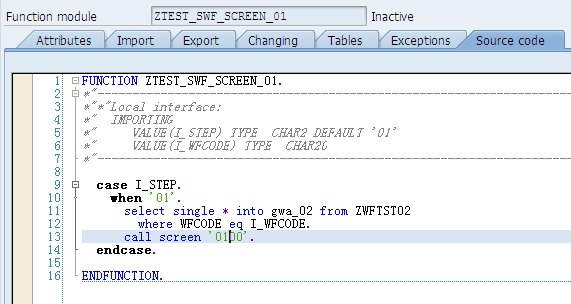 Function module ZTEST_SWF_SCREEN_01 Inactive
Attributes Import Export Changing Tables Exceptions Source code
1 FUNCTION ZTEST_SWF_SCREEN_01.
2 *"----------------------------------------------------------------------
3 *"*"Local interface:
4 *"  IMPORTING
5 *"     VALUE(I_STEP) TYPE  CHAR2 DEFAULT '01'
6 *"     VALUE(I_WFCODE) TYPE  CHAR20
7 *"----------------------------------------------------------------------
8
9   case I_STEP.
10     when '01'.
11       select single * into gwa_02 from ZWFTST02
12         where WFCODE eq I_WFCODE.
13       call screen '0100'.
14   endcase.
15
16 ENDFUNCTION.